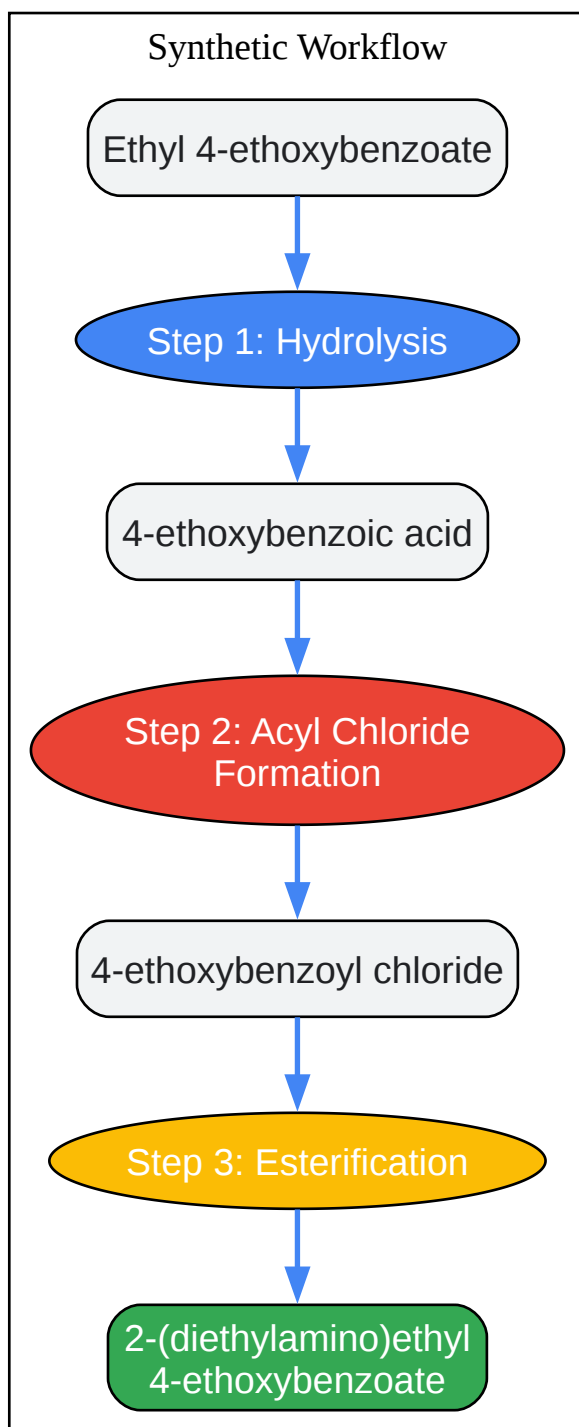 Synthetic Workflow
Ethyl 4-ethoxybenzoate
Step 1: Hydrolysis
4-ethoxybenzoic acid
Step 2: Acyl Chloride
Formation
4-ethoxybenzoyl chloride
Step 3: Esterification
2-(diethylamino)ethyl
4-ethoxybenzoate